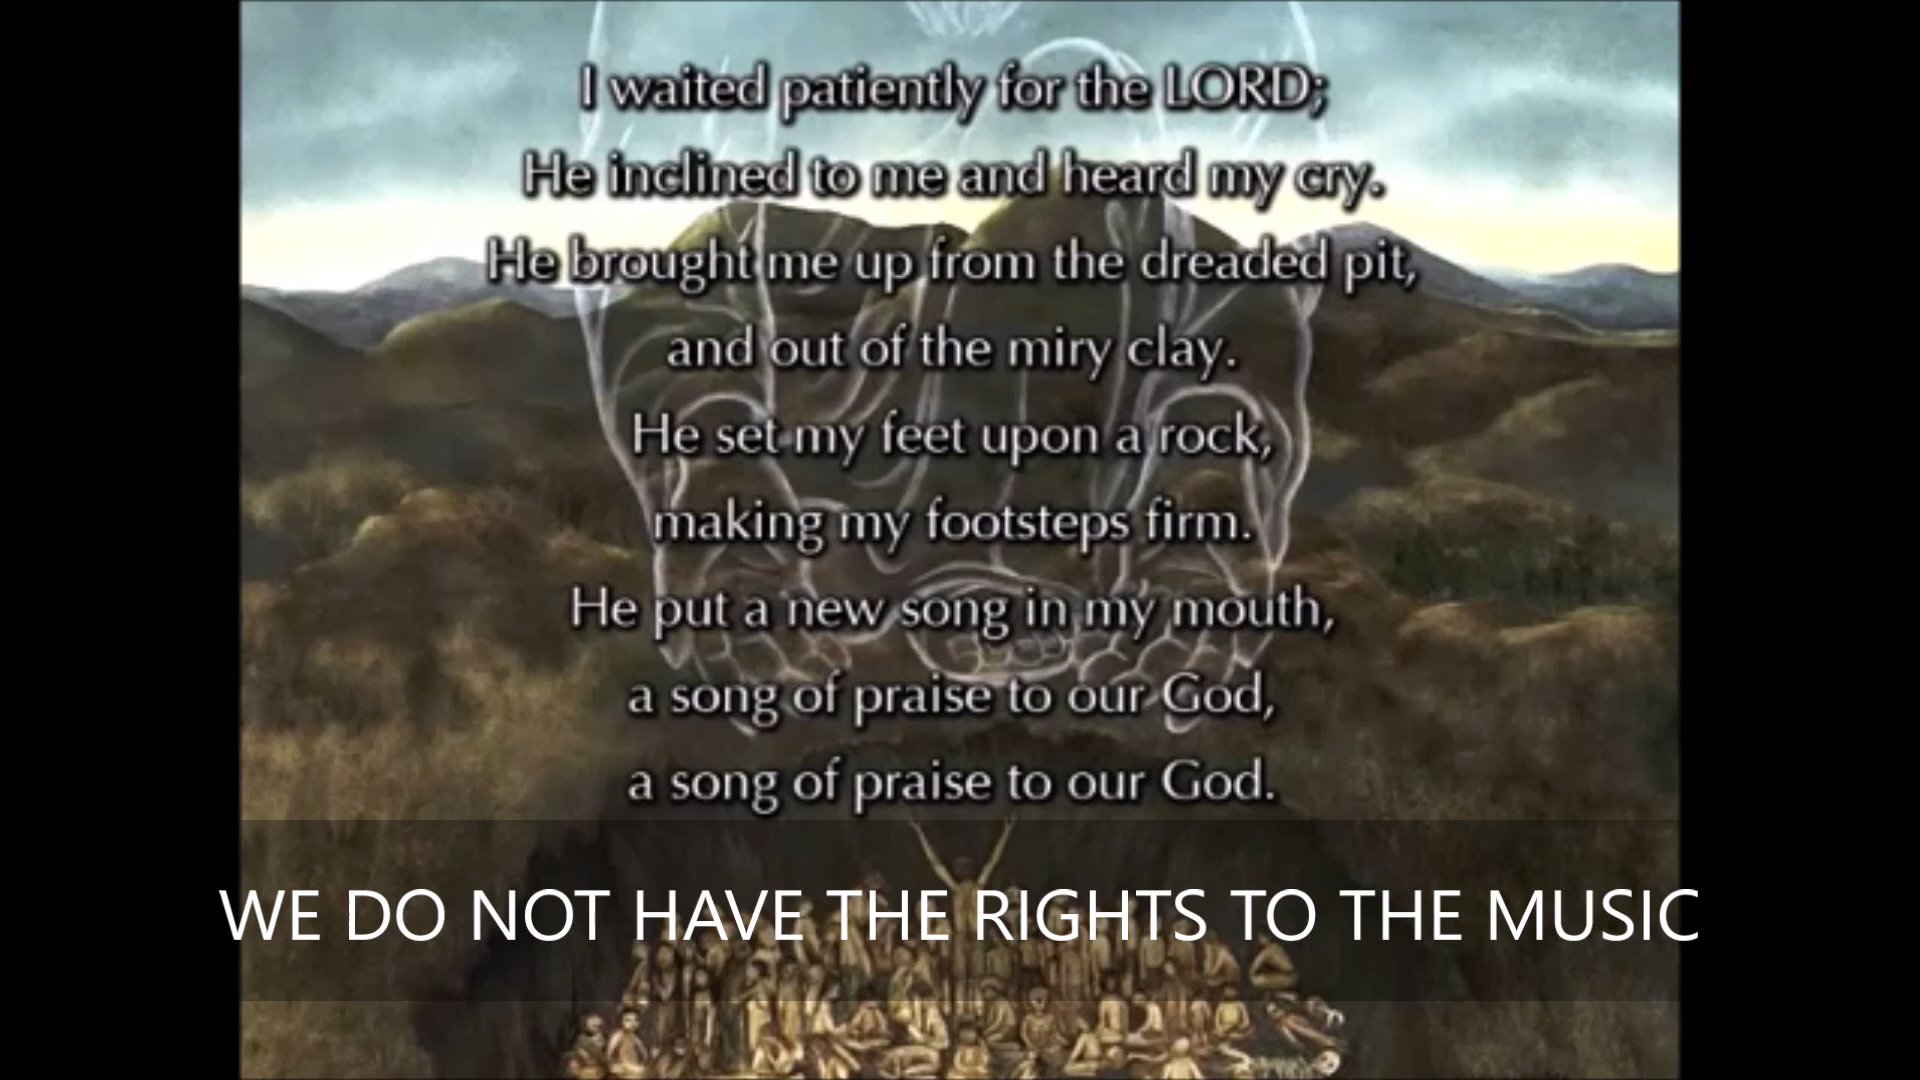 I waited patiently for the LORD;
He inclined to me and heard my cry.
He brought me up from the dreaded pit,
and out of the miry clay.
He set my feet upon a rock,
making my footsteps firm.
He put a new song in my mouth,
a song of praise to our God,
a song of praise to our God.
WE DO NOT HAVE THE RIGHTS TO THE MUSIC